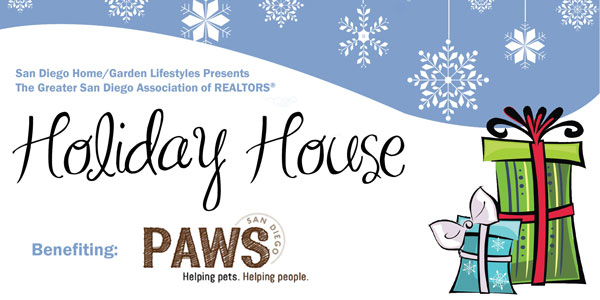 San Diego Home/Garden Lifestyles Presents
The Greater San Diego Association of REALTORS®
Holiday House
Benefiting:
PAWS
SAN DIEGO
Helping pets. Helping people.